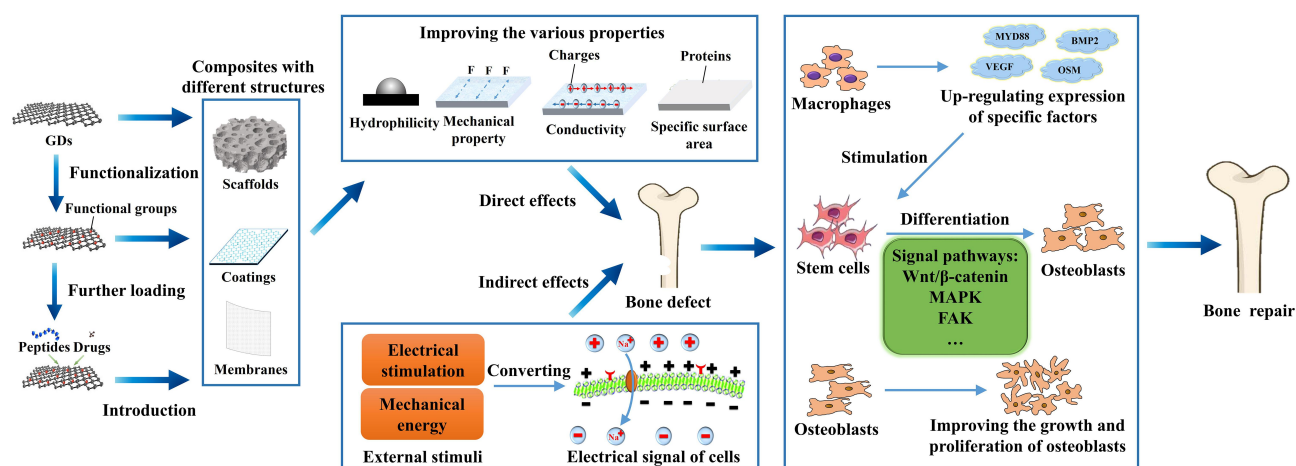 GDs
Functionalization
Functional groups
Further loading
Peptides Drugs
Introduction
Composites with
different structures
Scaffolds
Coatings
Membranes
Improving the various properties
Hydrophilicity
F F F
Mechanical
property
Charges
Conductivity
Proteins
Specific surface
area
Direct effects
Indirect effects
Bone defect
Electrical
stimulation
Mechanical
energy
External stimuli
Converting
Na+
Na+
Electrical signal of cells
Macrophages
MYD88
BMP2
VEGF
OSM
Up-regulating expression
of specific factors
Stimulation
Stem cells
Differentiation
Osteoblasts
Signal pathways:
Wnt/β-catenin
MAPK
FAK
…
Osteoblasts
Improving the growth and
proliferation of osteoblasts
Bone repair